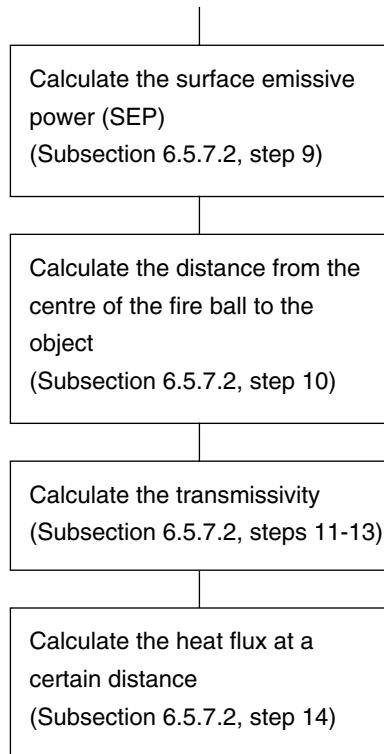 Calculate the surface emissive
power (SEP)
(Subsection 6.5.7.2, step 9)
Calculate the distance from the
centre of the fire ball to the
object
(Subsection 6.5.7.2, step 10)
Calculate the transmissivity
(Subsection 6.5.7.2, steps 11-13)
Calculate the heat flux at a
certain distance
(Subsection 6.5.7.2, step 14)